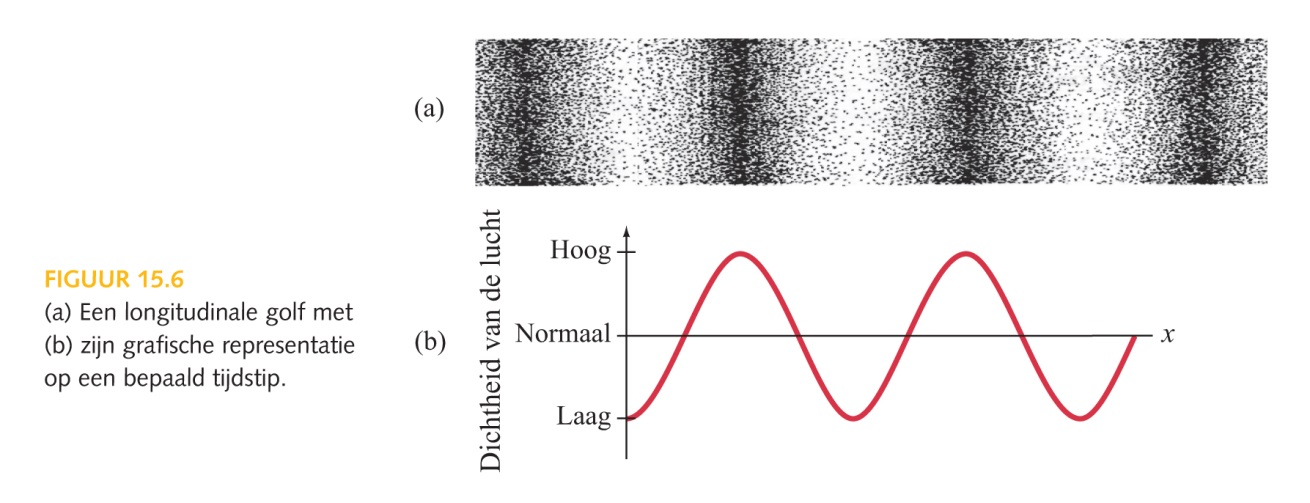 (a)
FIGUUR 15.6
(a) Een longitudinale golf met
(b) zijn grafische representatie
op een bepaald tijdstip.
(b)
Dichtheid van de lucht
Hoog
Normaal
Laag
x